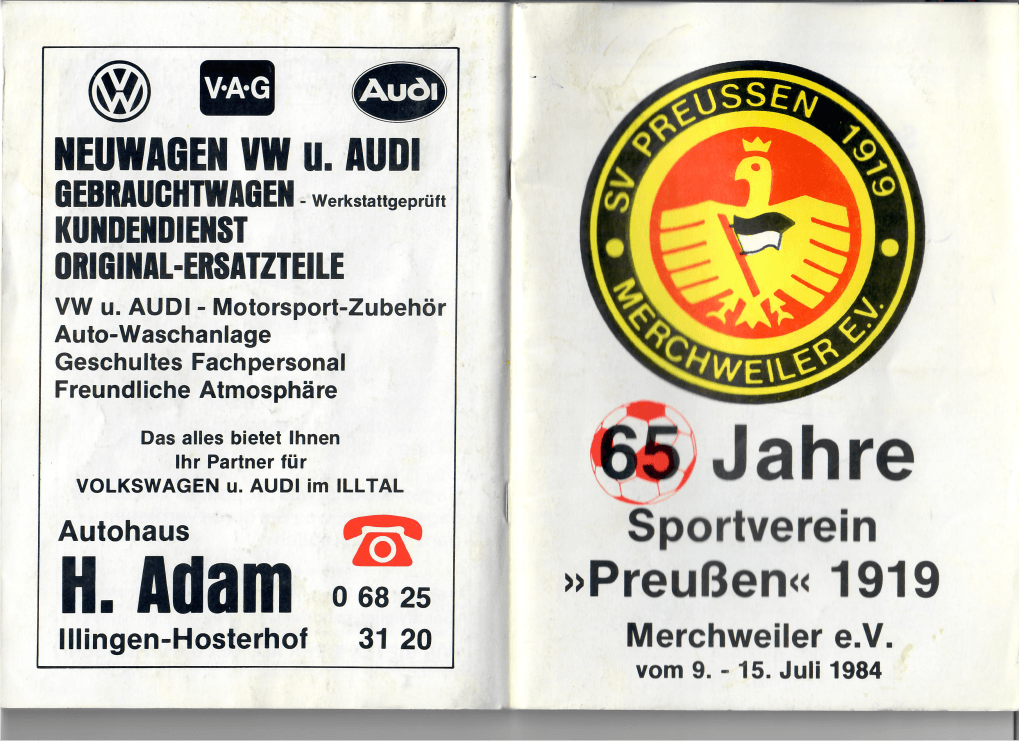 V·A·G Audi
NEUWAGEN VW u. AUDI
GEBRAUCHTWAGEN - Werkstattgeprüft
KUNDENDIENST
ORIGINAL-ERSATZTEILE
VW u. AUDI - Motorsport-Zubehör
Auto-Waschanlage
Geschultes Fachpersonal
Freundliche Atmosphäre
Das alles bietet Ihnen
Ihr Partner für
VOLKSWAGEN u. AUDI im ILLTAL
Autohaus
H. Adam 0 68 25
Illingen-Hosterhof 31 20
SV PREUSSEN 1919
MERCHWEILER E.V.
65 Jahre
Sportverein
»Preußen« 1919
Merchweiler e.V.
vom 9. - 15. Juli 1984